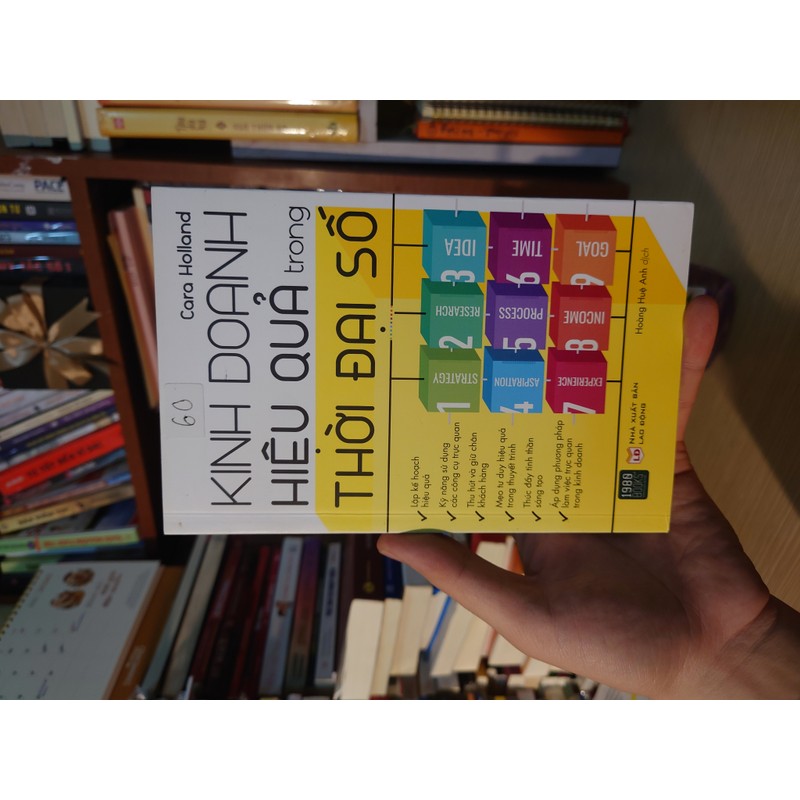 Cara Holland
KINH DOANH
HIỆU QUẢ trong
THỜI ĐẠI SỐ
60
Lập kế hoạch
hiệu quả
Kỹ năng sử dụng
các công cụ trực quan
Thu hút và giữ chân
khách hàng
Mẹo tư duy hiệu quả
trong thuyết trình
Thúc đẩy tinh thần
sáng tạo
Áp dụng phương pháp
làm việc trực quan
trong kinh doanh
1 STRATEGY
2 RESEARCH
3 IDEA
4 ASPIRATION
5 PROCESS
6 TIME
7 EXPERIENCE
8 INCOME
9 GOAL
1980
BOOKS
LĐ
NHÀ XUẤT BẢN
LAO ĐỘNG
Hoàng Huệ Anh dịch
PACE